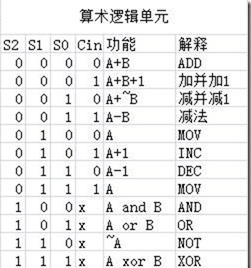 算术逻辑单元
S2 S1 S0 Cin 功能 解释
0 0 0 0 A+B ADD
0 0 0 1 A+B+1 加并加1
0 0 1 0 A+~B 减并减1
0 0 1 1 A-B 减法
0 1 0 0 A MOV
0 1 0 1 A+1 INC
0 1 1 0 A-1 DEC
0 1 1 1 A MOV
1 0 0 x A and B AND
1 0 1 x A or B OR
1 1 0 x ~A NOT
1 1 1 x A xor B XOR